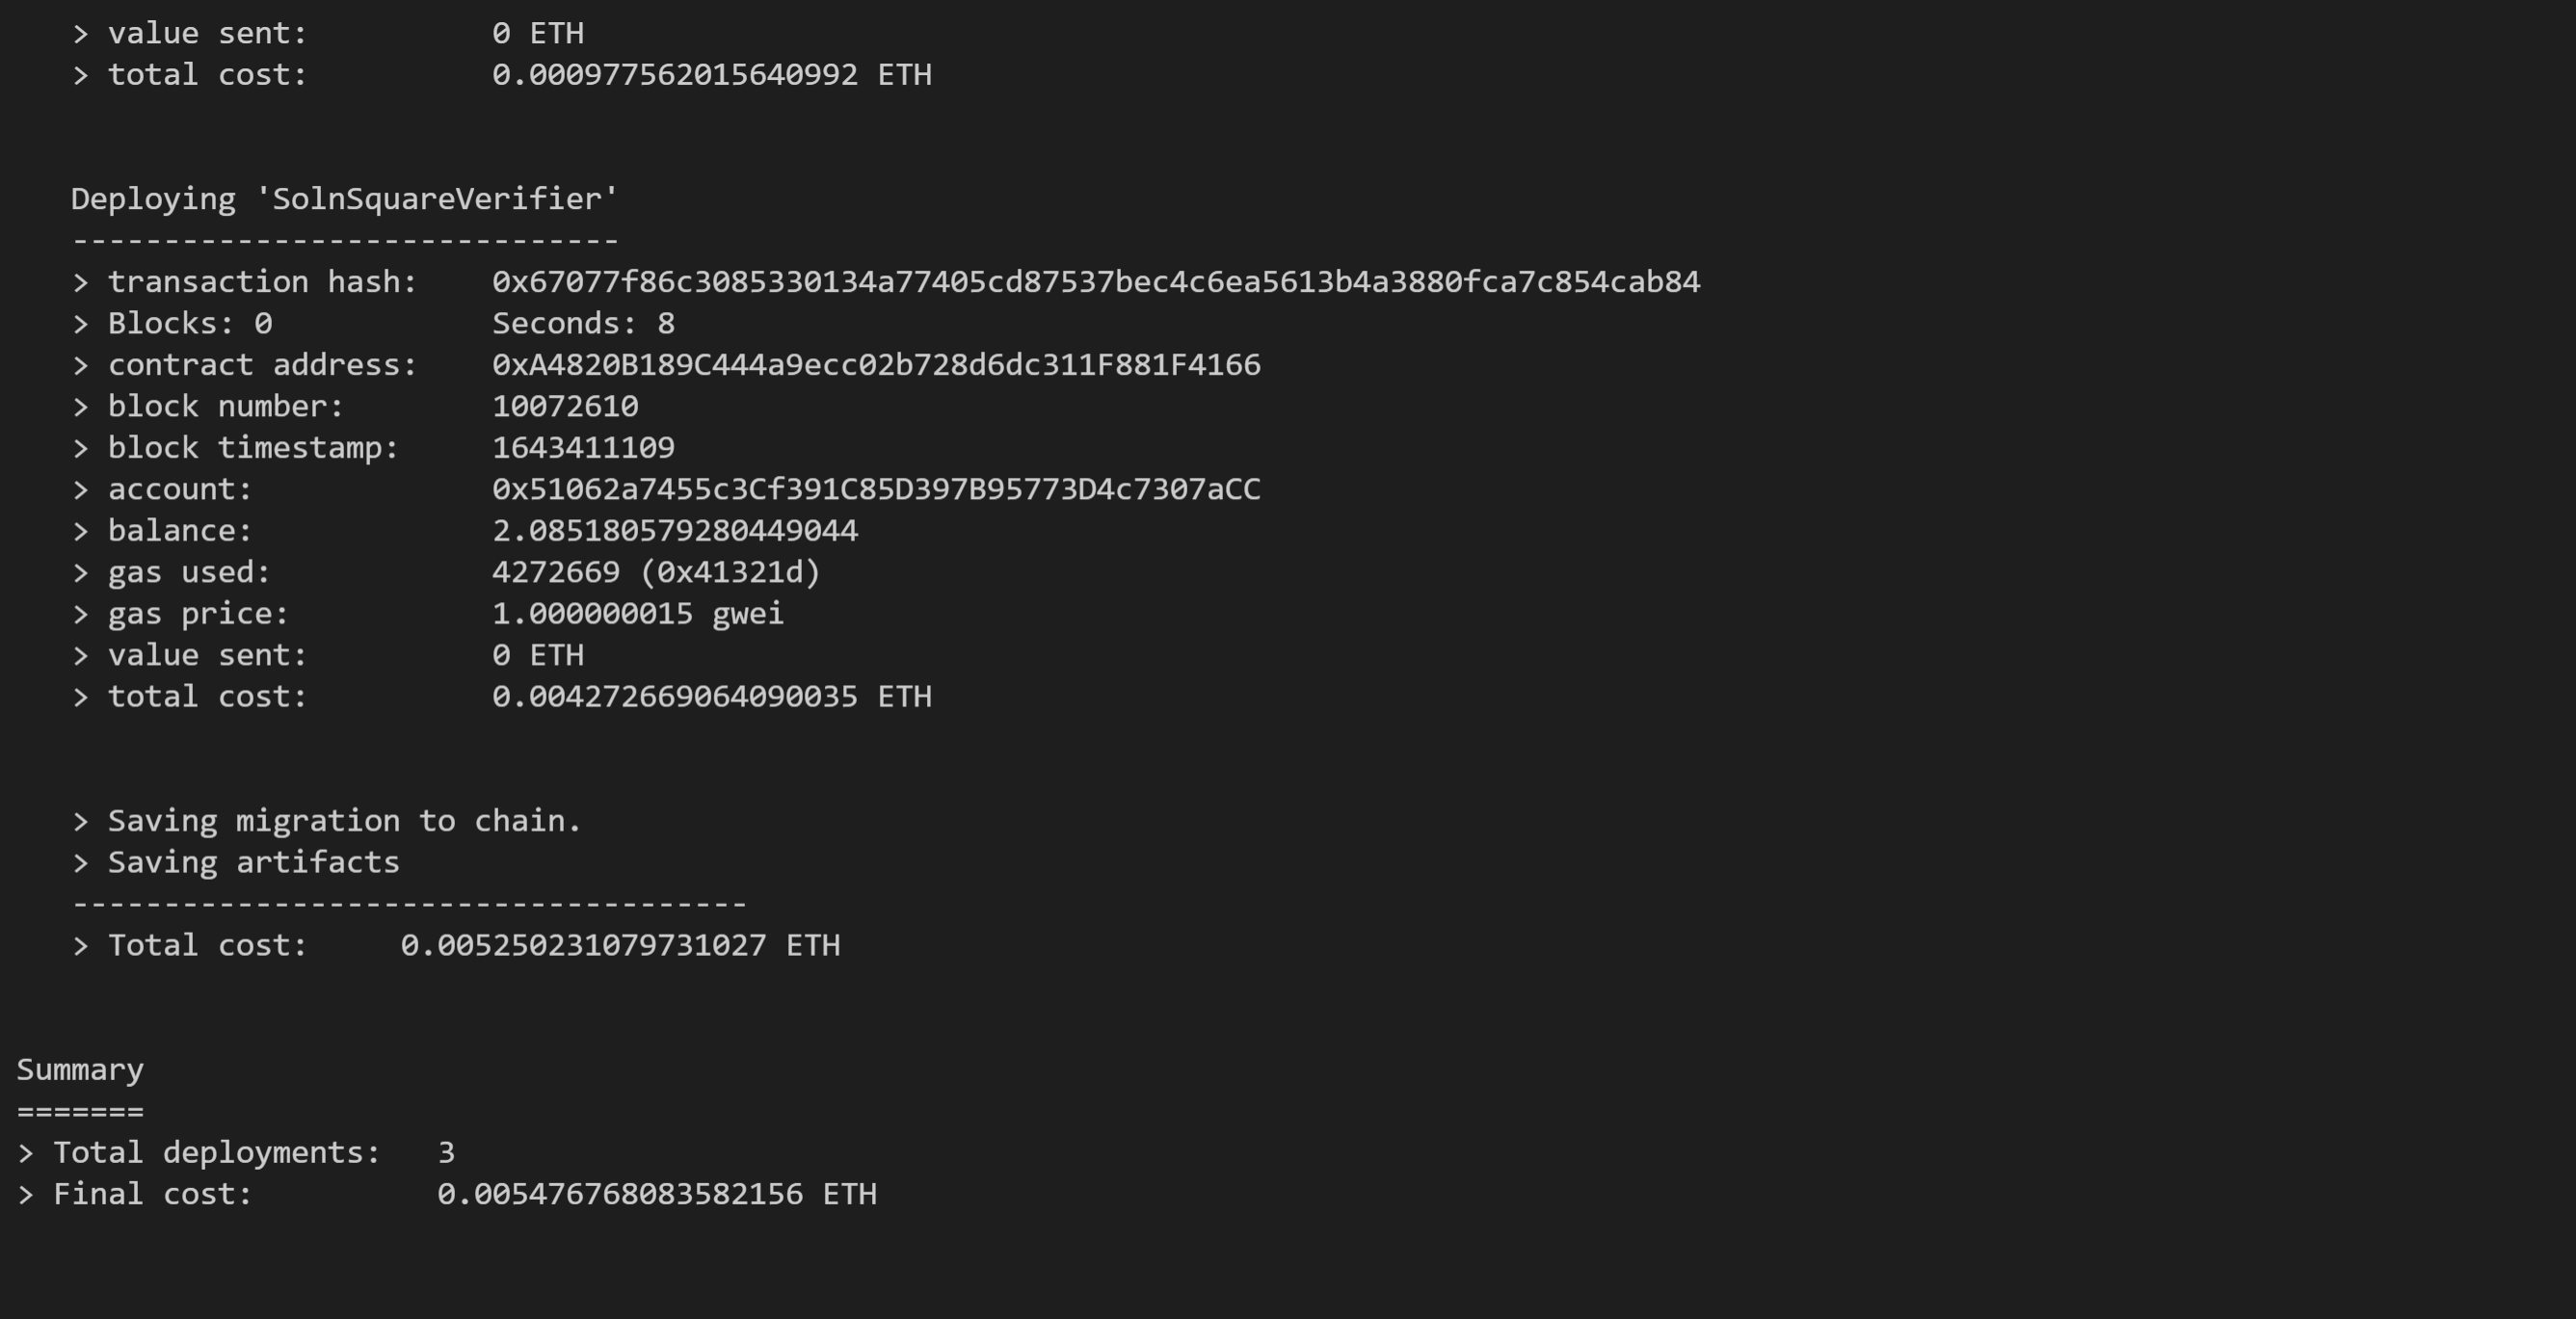 > value sent: 0 ETH
> total cost: 0.000977562015640992 ETH
Deploying 'SolnSquareVerifier'
------------------------------
> transaction hash: 0x67077f86c3085330134a77405cd87537bec4c6ea5613b4a3880fca7c854cab84
> Blocks: 0 Seconds: 8
> contract address: 0xA4820B189C444a9ecc02b728d6dc311F881F4166
> block number: 10072610
> block timestamp: 1643411109
> account: 0x51062a7455c3Cf391C85D397B95773D4c7307aCC
> balance: 2.085180579280449044
> gas used: 4272669 (0x41321d)
> gas price: 1.000000015 gwei
> value sent: 0 ETH
> total cost: 0.004272669064090035 ETH
> Saving migration to chain.
> Saving artifacts
-------------------------------------
> Total cost: 0.005250231079731027 ETH
Summary
=======
> Total deployments: 3
> Final cost: 0.005476768083582156 ETH